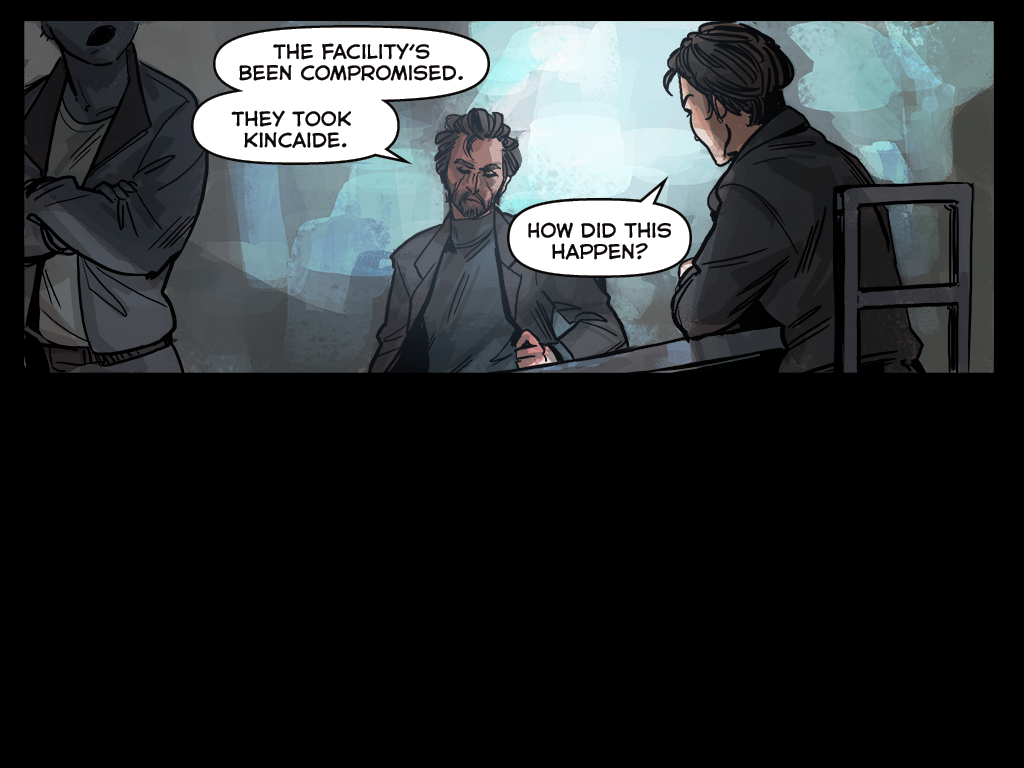 THE FACILITY'S
BEEN COMPROMISED.
THEY TOOK
KINCAIDE.
HOW DID THIS
HAPPEN?